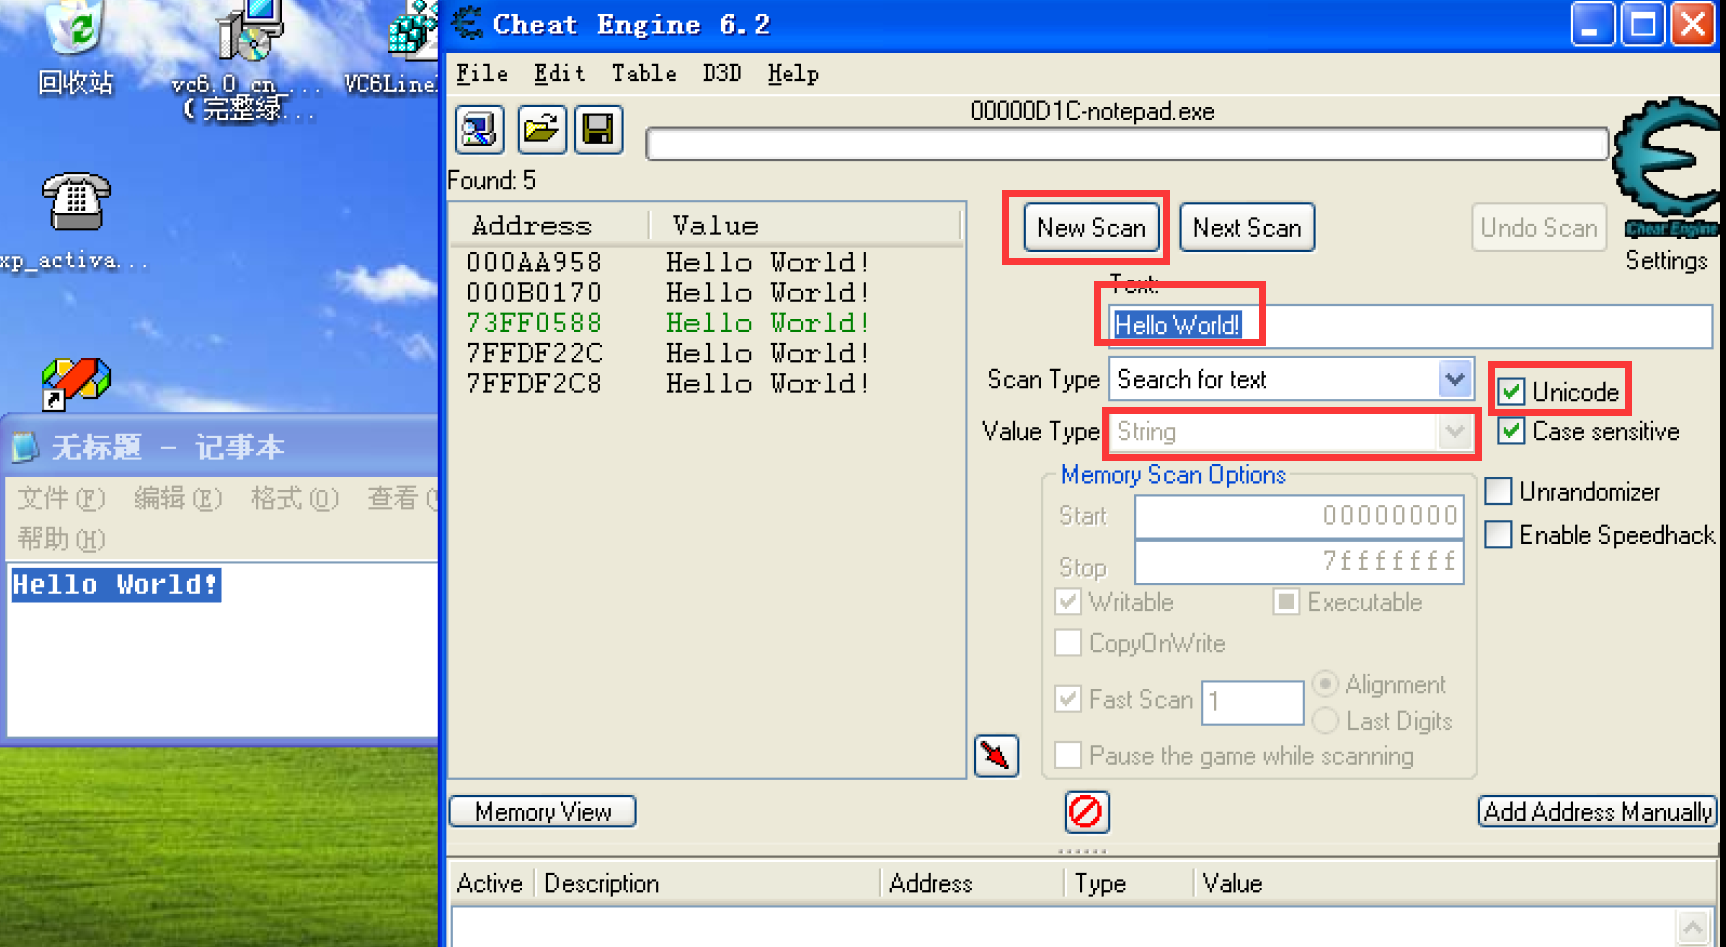 回收站
vc6.0_cn_...
(完整绿...
VC6Line
xp_activa...
无标题 - 记事本
文件(F) 编辑(E) 格式(O) 查看(
帮助(H)
Hello World!
Cheat Engine 6.2
File Edit Table D3D Help
00000D1C-notepad.exe
Found: 5
Address Value
000AA958 Hello World!
000B0170 Hello World!
73FF0588 Hello World!
7FFDF22C Hello World!
7FFDF2C8 Hello World!
New Scan Next Scan Undo Scan
Cheat Engine
Settings
Text:
Hello World!
Scan Type Search for text
Unicode
Value Type String
Case sensitive
Memory Scan Options
Start 00000000
Stop 7fffffff
Writable Executable
CopyOnWrite
Fast Scan 1
Alignment
Last Digits
Pause the game while scanning
Unrandomizer
Enable Speedhack
Memory View
Add Address Manually
Active Description Address Type Value